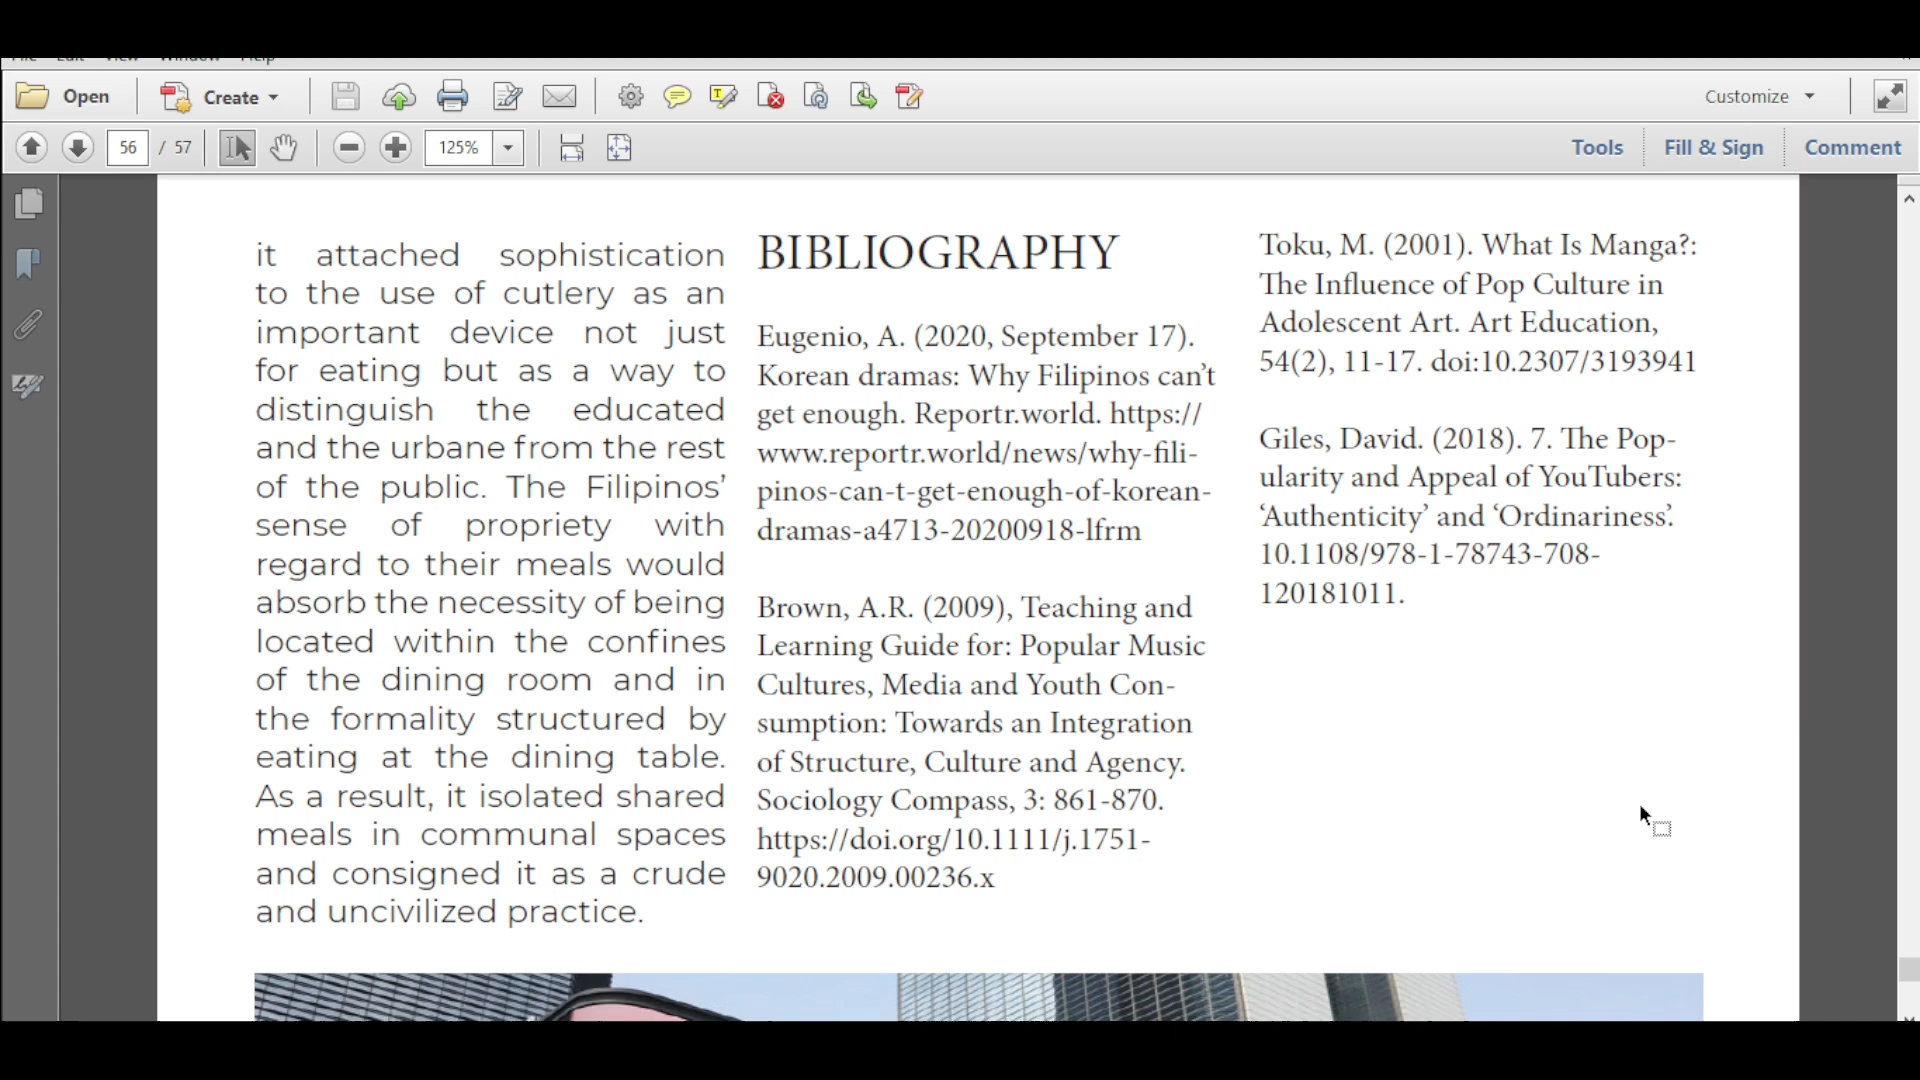 Open
Create
Customize
56 / 57
125%
Tools
Fill & Sign
Comment
it attached sophistication
to the use of cutlery as an
important device not just
for eating but as a way to
distinguish the educated
and the urbane from the rest
of the public. The Filipinos’
sense of propriety with
regard to their meals would
absorb the necessity of being
located within the confines
of the dining room and in
the formality structured by
eating at the dining table.
As a result, it isolated shared
meals in communal spaces
and consigned it as a crude
and uncivilized practice.
BIBLIOGRAPHY
Eugenio, A. (2020, September 17).
Korean dramas: Why Filipinos can’t
get enough. Reportr.world. https://
www.reportr.world/news/why-fili-
pinos-can-t-get-enough-of-korean-
dramas-a4713-20200918-lfrm
Brown, A.R. (2009), Teaching and
Learning Guide for: Popular Music
Cultures, Media and Youth Con-
sumption: Towards an Integration
of Structure, Culture and Agency.
Sociology Compass, 3: 861-870.
https://doi.org/10.1111/j.1751-
9020.2009.00236.x
Toku, M. (2001). What Is Manga?:
The Influence of Pop Culture in
Adolescent Art. Art Education,
54(2), 11-17. doi:10.2307/3193941
Giles, David. (2018). 7. The Pop-
ularity and Appeal of YouTubers:
‘Authenticity’ and ‘Ordinariness’.
10.1108/978-1-78743-708-
120181011.